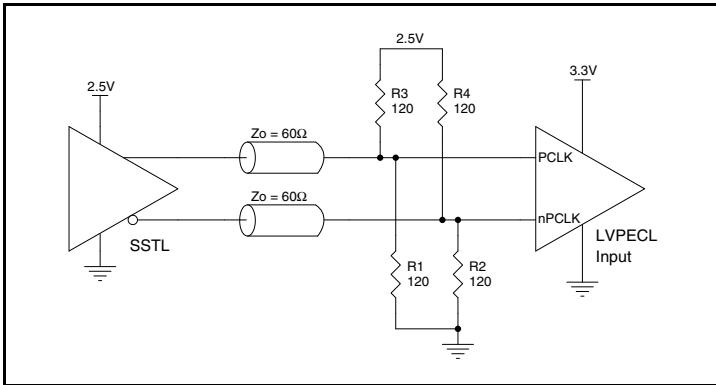 2.5V
2.5V
3.3V
R3
120
R4
120
Zo = 60Ω
PCLK
Zo = 60Ω
nPCLK
SSTL
LVPECL
Input
R1
120
R2
120